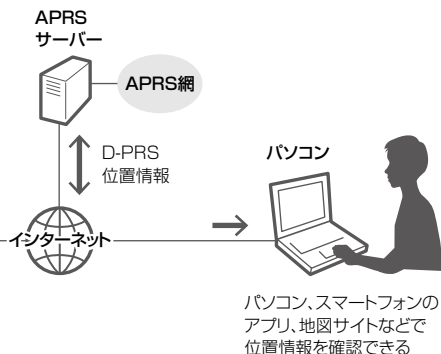 APRS
サーバー
APRS網
D-PRS
位置情報
パソコン
インターネット
パソコン、スマートフォンの
アプリ、地図サイトなどで
位置情報を確認できる